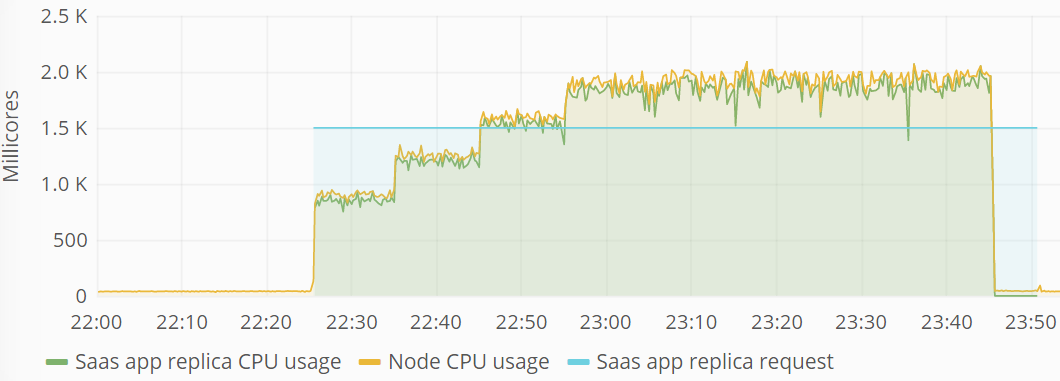 2.5 K
2.0 K
1.5 K
1.0 K
500
0
Millicores
22:00 22:10 22:20 22:30 22:40 22:50 23:00 23:10 23:20 23:30 23:40 23:50
Saas app replica CPU usage Node CPU usage Saas app replica request